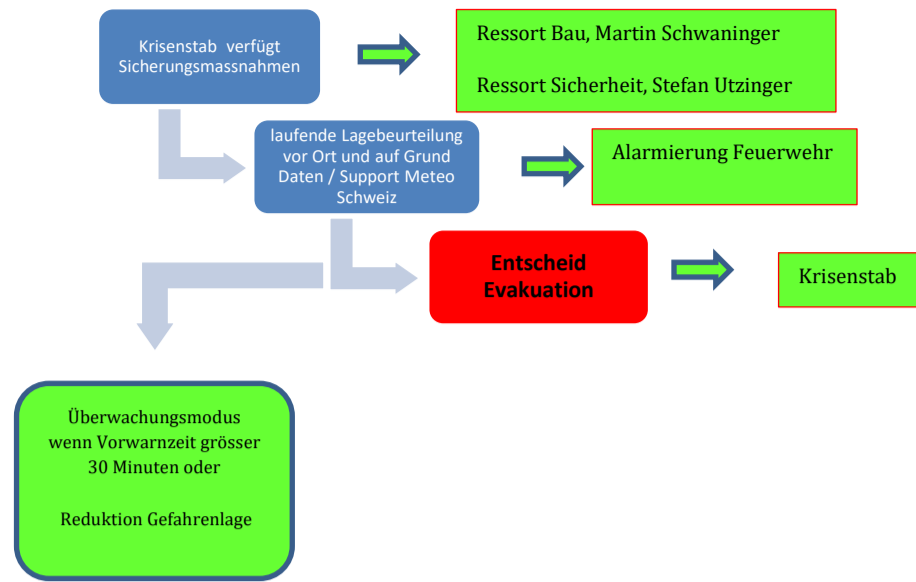 Krisenstab verfügt
Sicherungsmassnahmen
Ressort Bau, Martin Schwaninger
Ressort Sicherheit, Stefan Utzinger
laufende Lagebeurteilung
vor Ort und auf Grund
Daten / Support Meteo
Schweiz
Alarmierung Feuerwehr
Entscheid
Evakuation
Krisenstab
Überwachungsmodus
wenn Vorwarnzeit grösser
30 Minuten oder
Reduktion Gefahrenlage